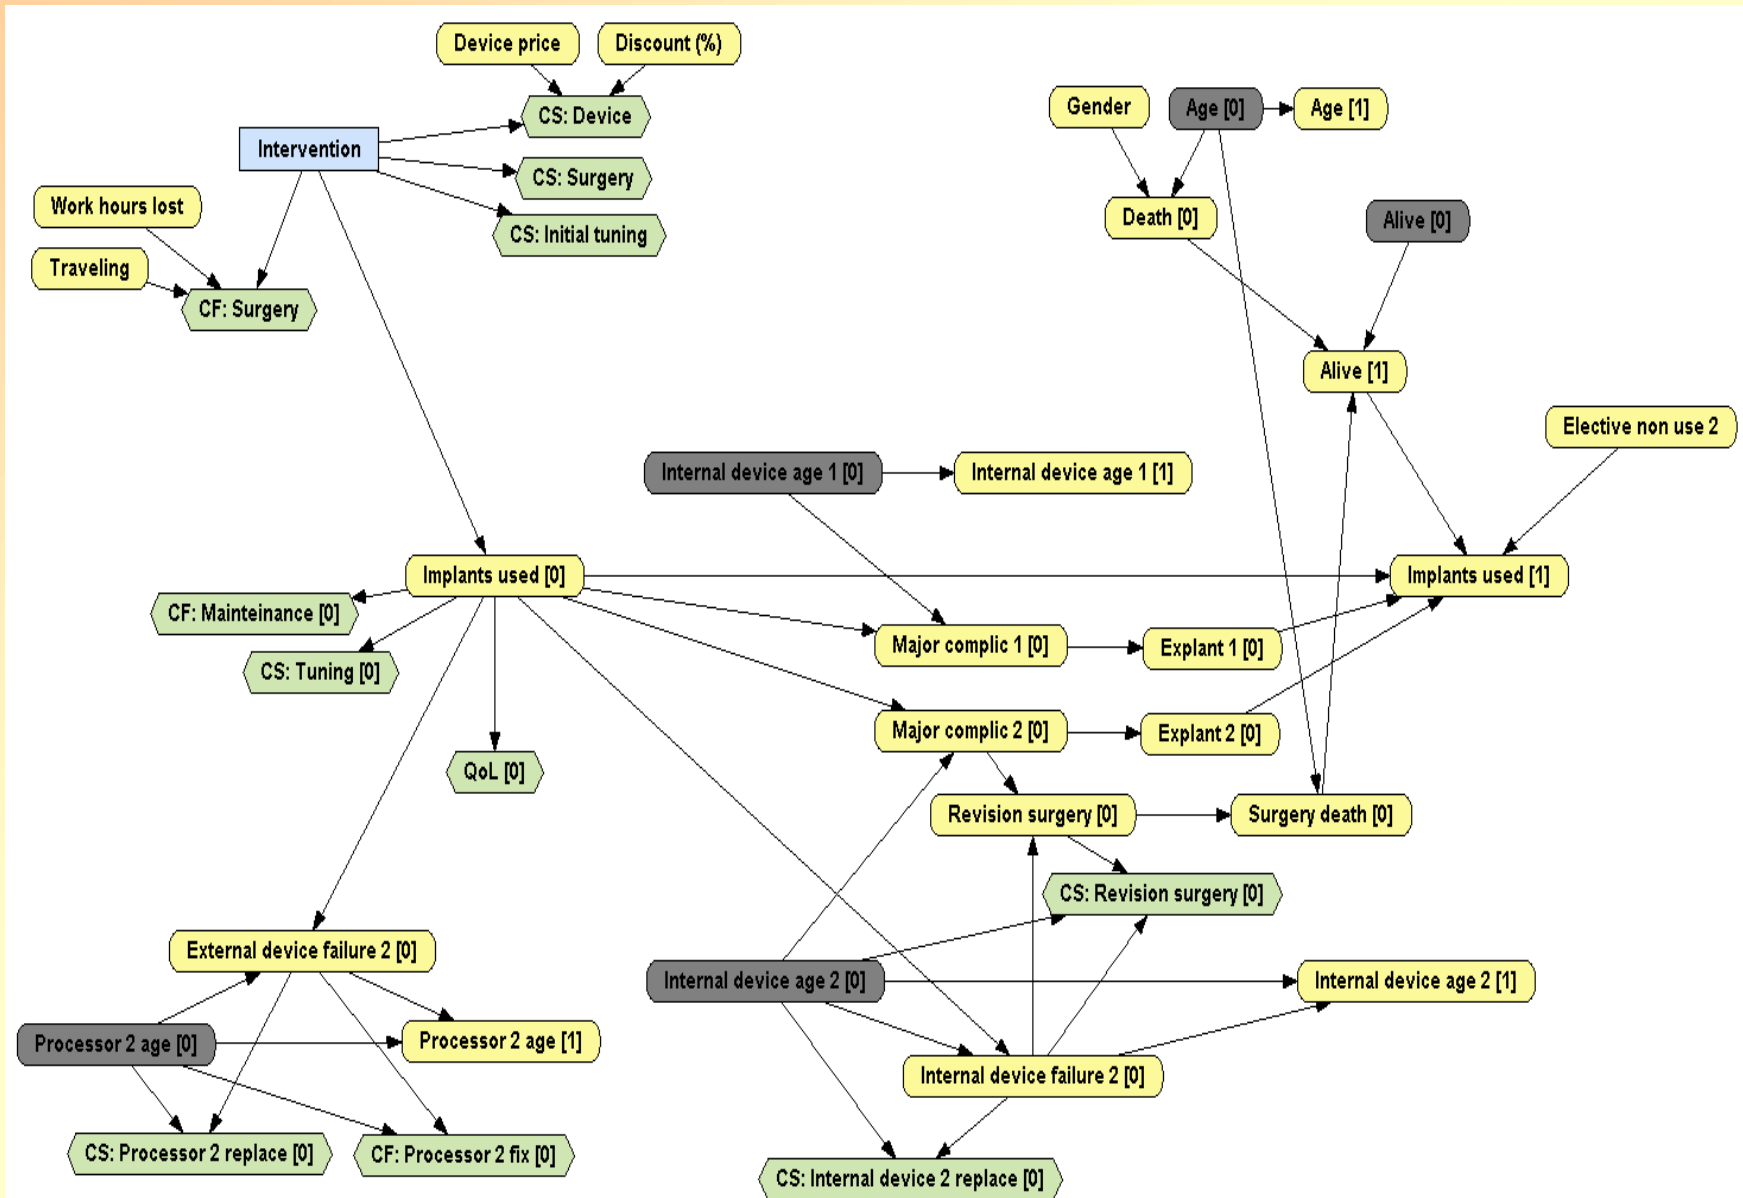 Device price
Discount (%)
CS: Device
Gender
Age [0]
Age [1]
Intervention
CS: Surgery
Work hours lost
Death [0]
Alive [0]
CS: Initial tuning
Traveling
CF: Surgery
Alive [1]
Elective non use 2
Internal device age 1 [0]
Internal device age 1 [1]
Implants used [0]
Implants used [1]
CF: Mainteinance [0]
Major complic 1 [0]
Explant 1 [0]
CS: Tuning [0]
Major complic 2 [0]
Explant 2 [0]
QoL [0]
Revision surgery [0]
Surgery death [0]
CS: Revision surgery [0]
External device failure 2 [0]
Internal device age 2 [0]
Internal device age 2 [1]
Processor 2 age [0]
Processor 2 age [1]
Internal device failure 2 [0]
CS: Processor 2 replace [0]
CF: Processor 2 fix [0]
CS: Internal device 2 replace [0]